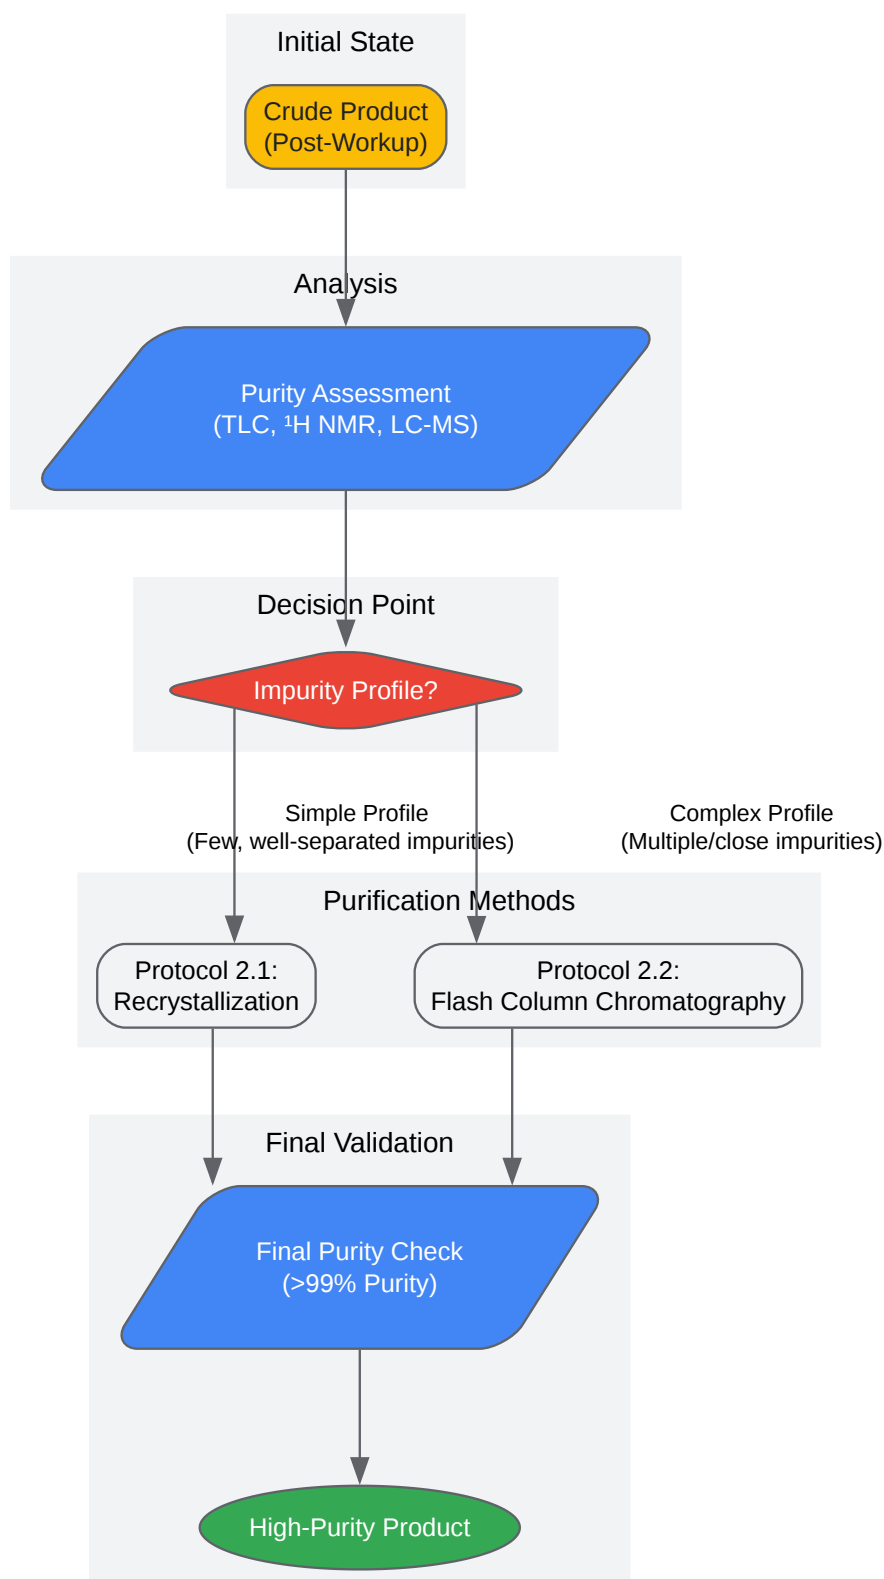 Initial State
Crude Product
(Post-Workup)
Analysis
Purity Assessment
(TLC, ¹H NMR, LC-MS)
Decision Point
Impurity Profile?
Simple Profile
(Few, well-separated impurities)
Complex Profile
(Multiple/close impurities)
Purification Methods
Protocol 2.1:
Recrystallization
Protocol 2.2:
Flash Column Chromatography
Final Validation
Final Purity Check
(>99% Purity)
High-Purity Product